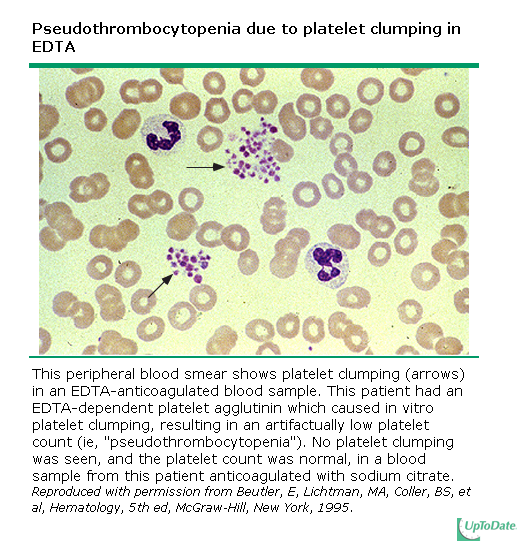 Pseudothrombocytopenia due to platelet clumping in
EDTA
This peripheral blood smear shows platelet clumping (arrows)
in an EDTA-anticoagulated blood sample. This patient had an
EDTA-dependent platelet agglutinin which caused in vitro
platelet clumping, resulting in an artifactually low platelet
count (ie, "pseudothrombocytopenia"). No platelet clumping
was seen, and the platelet count was normal, in a blood
sample from this patient anticoagulated with sodium citrate.
Reproduced with permission from Beutler, E, Lichtman, MA, Coller, BS, et
al, Hematology, 5th ed, McGraw-Hill, New York, 1995.
UpToDate